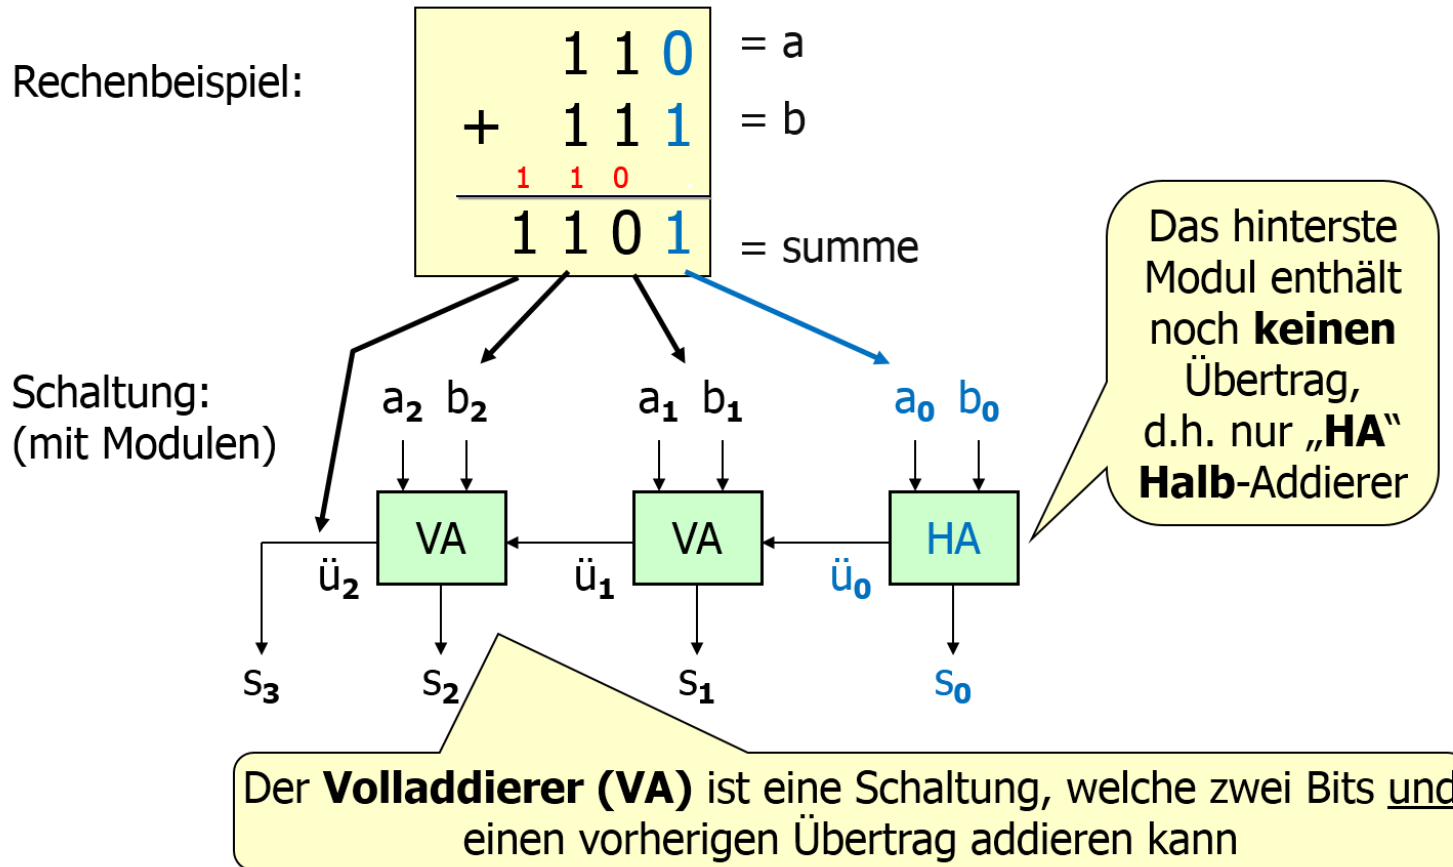 Rechenbeispiel:
1 1 0 = a
+ 1 1 1 = b
1 1 0
1 1 0 1 = summe
Das hinterste
Modul enthält
noch keinen
Übertrag,
d.h. nur „HA“
Halb-Addierer
Schaltung:
(mit Modulen)
a2 b2 a1 b1 a0 b0
VA VA HA
ü2 ü1 ü0
s3 s2 s1 s0
Der Volladdierer (VA) ist eine Schaltung, welche zwei Bits und
einen vorherigen Übertrag addieren kann